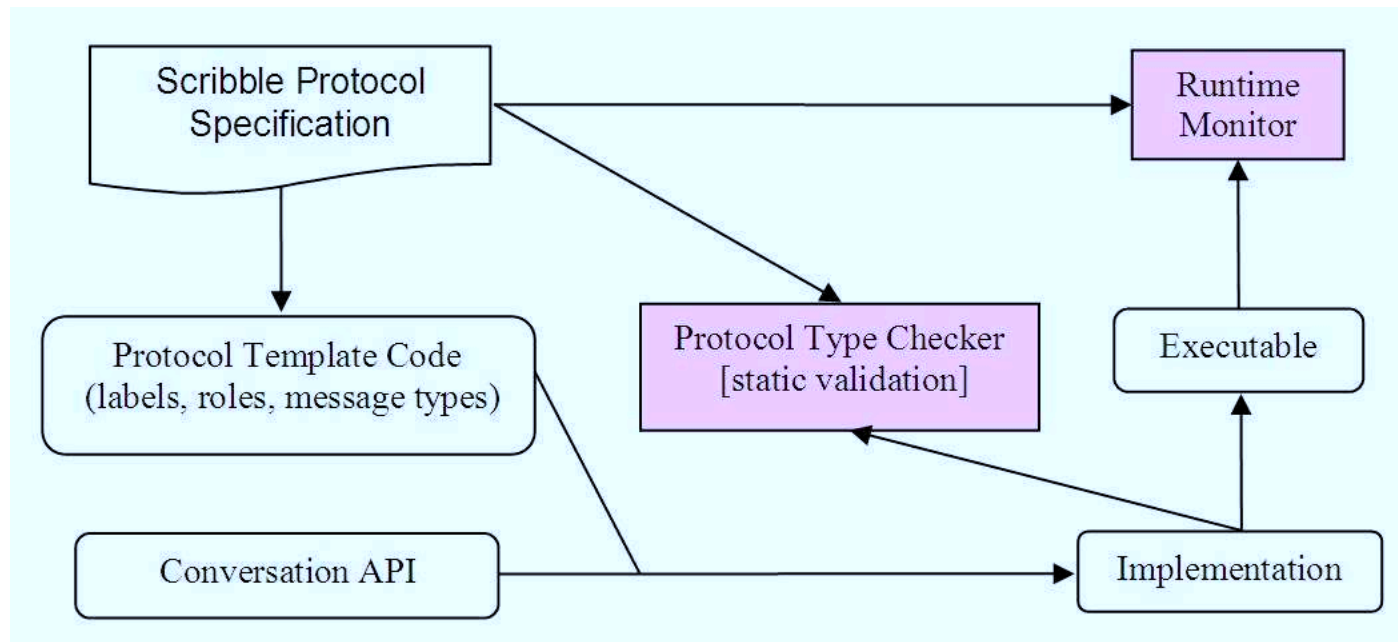 Scribble Protocol
Specification
Runtime
Monitor
Protocol Template Code
(labels, roles, message types)
Protocol Type Checker
[static validation]
Executable
Conversation API
Implementation